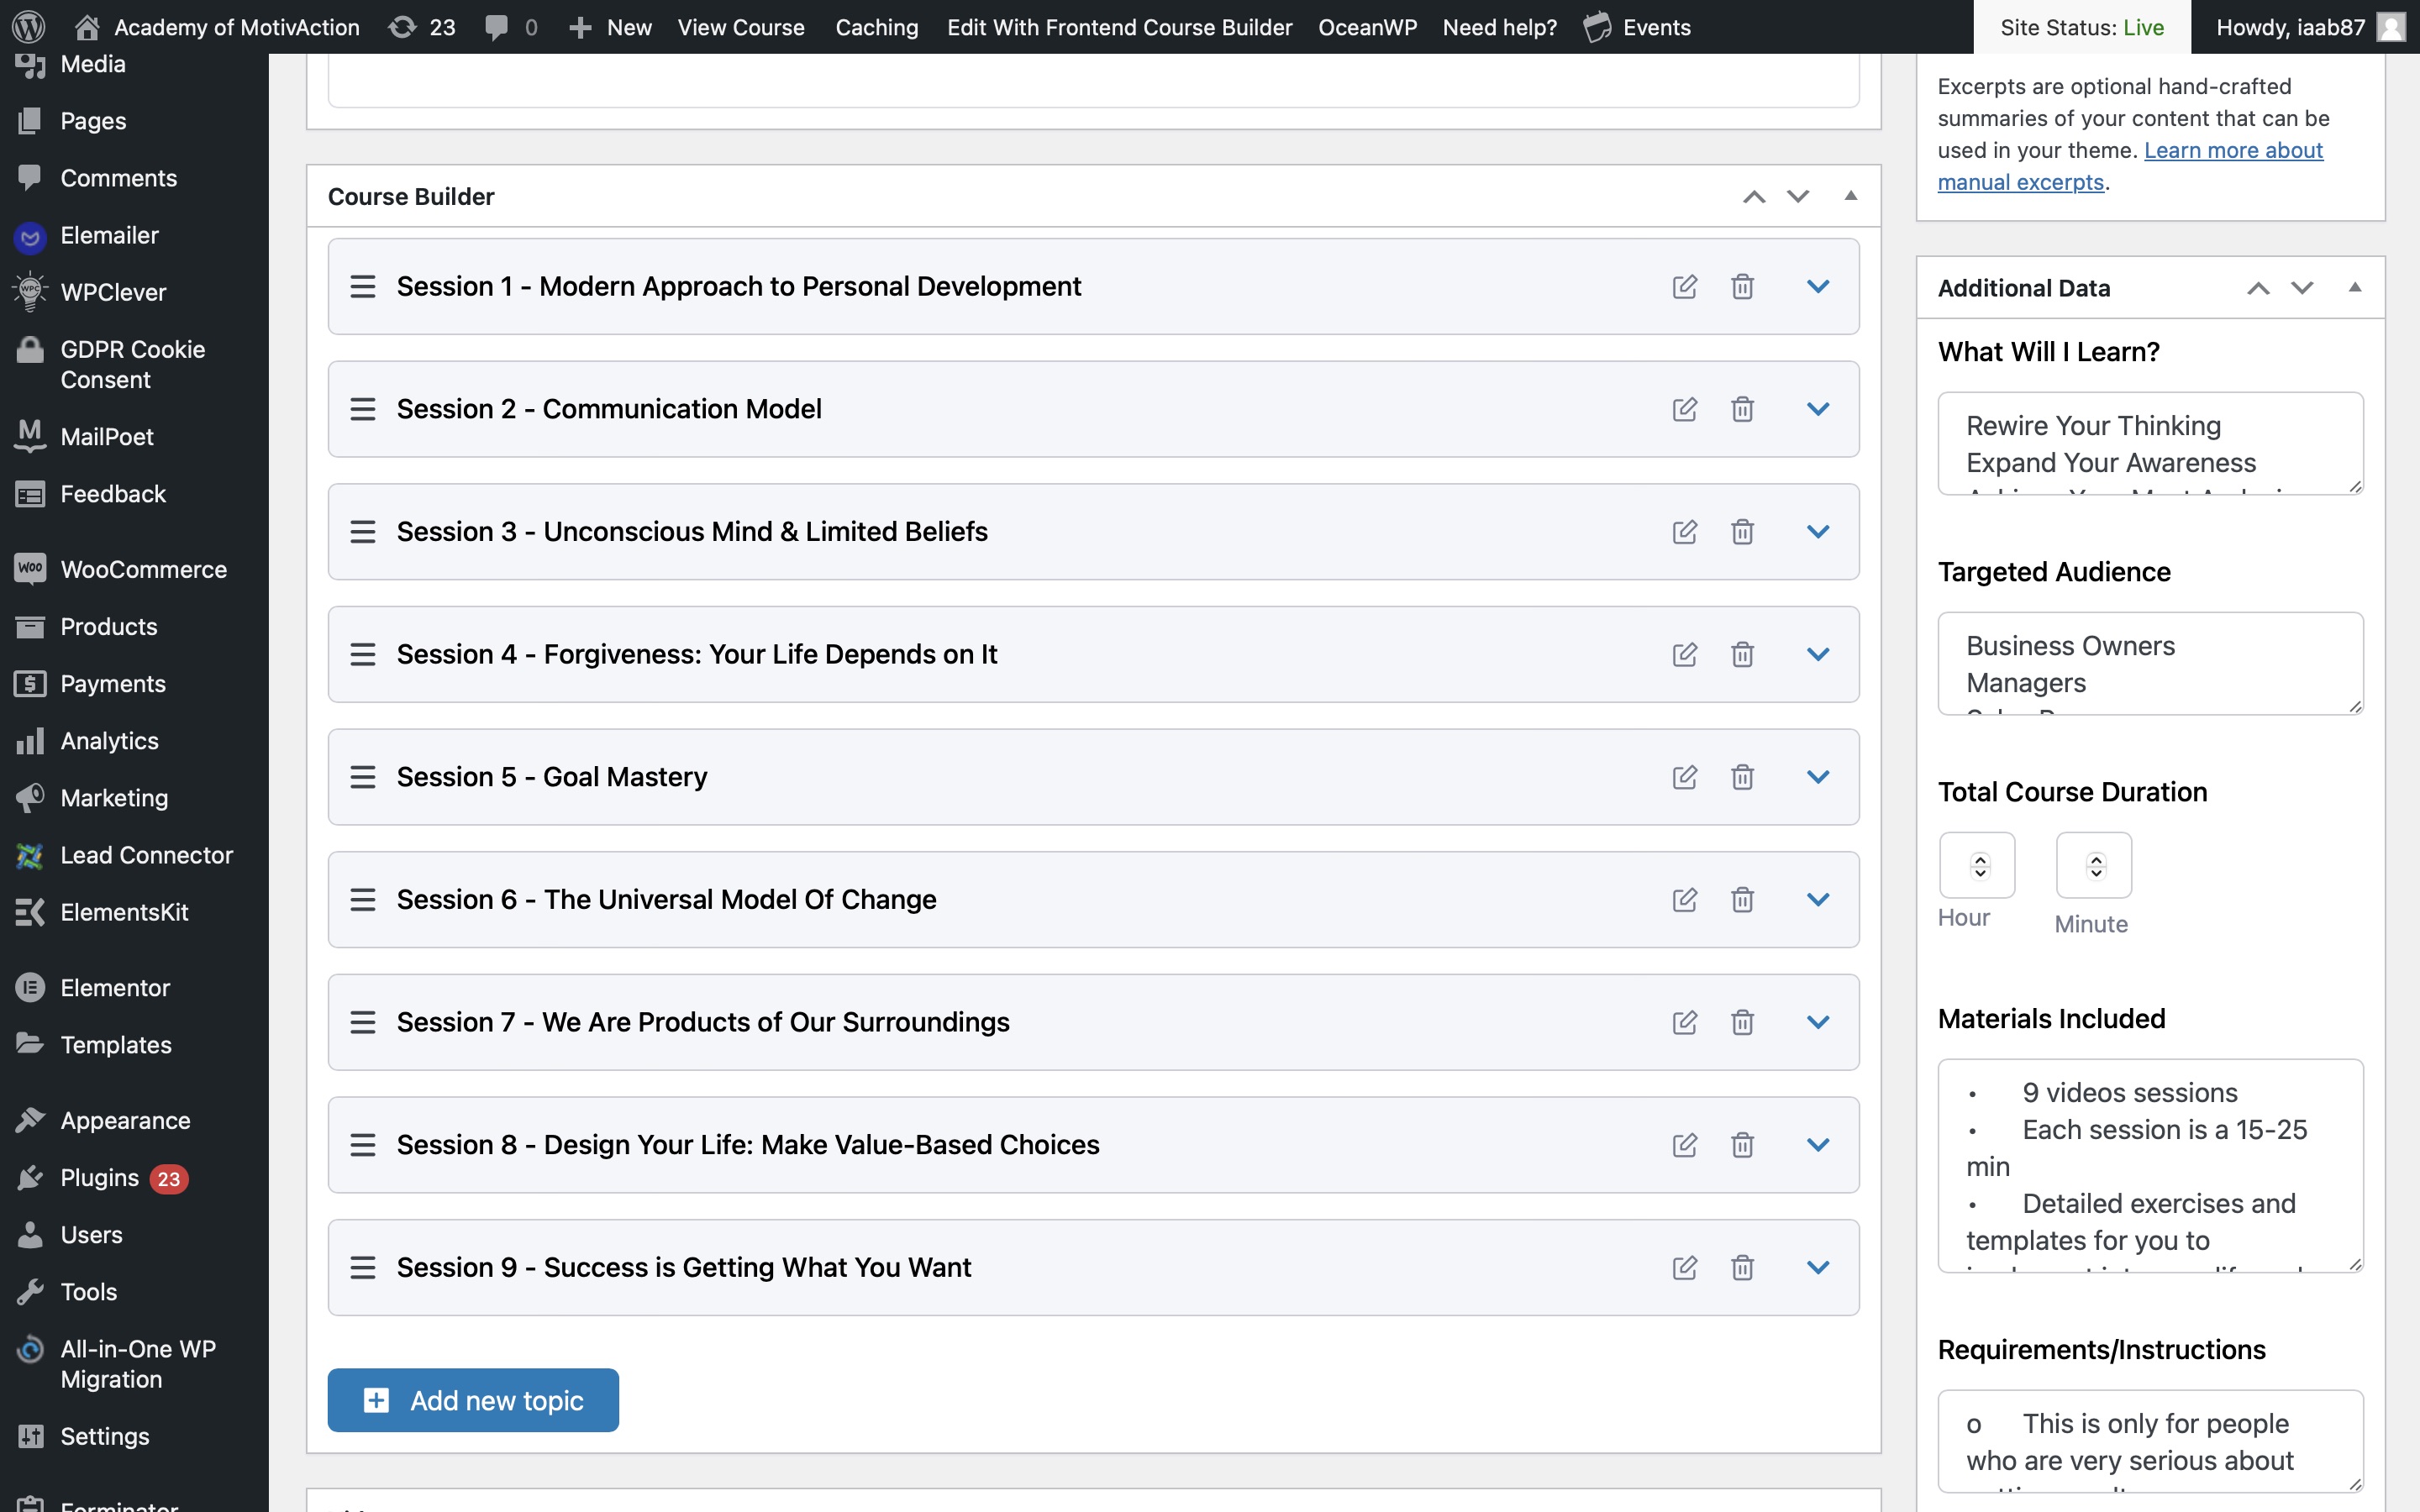 Academy of MotivAction 23 0 New View Course Caching Edit With Frontend Course Builder OceanWP Need help? Events Site Status: Live Howdy, iaab87
Media
Pages
Comments
Elemailer
WPClever
GDPR Cookie
Consent
MailPoet
Feedback
WooCommerce
Products
Payments
Analytics
Marketing
Lead Connector
ElementsKit
Elementor
Templates
Appearance
Plugins 23
Users
Tools
All-in-One WP
Migration
Settings
Course Builder
Session 1 - Modern Approach to Personal Development
Session 2 - Communication Model
Session 3 - Unconscious Mind & Limited Beliefs
Session 4 - Forgiveness: Your Life Depends on It
Session 5 - Goal Mastery
Session 6 - The Universal Model Of Change
Session 7 - We Are Products of Our Surroundings
Session 8 - Design Your Life: Make Value-Based Choices
Session 9 - Success is Getting What You Want
Add new topic
Excerpts are optional hand-crafted
summaries of your content that can be
used in your theme. Learn more about
manual excerpts.
Additional Data
What Will I Learn?
Rewire Your Thinking
Expand Your Awareness
Targeted Audience
Business Owners
Managers
Total Course Duration
Hour
Minute
Materials Included
• 9 videos sessions
• Each session is a 15-25
min
• Detailed exercises and
templates for you to
Requirements/Instructions
o This is only for people
who are very serious about